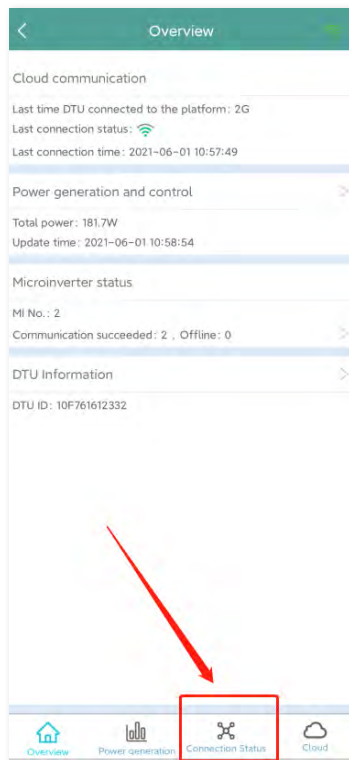 Overview
Cloud communication
Last time DTU connected to the platform: 2G
Last connection status:
Last connection time: 2021-06-01 10:57:49
Power generation and control
Total power: 181.7W
Update time: 2021-06-01 10:58:54
Microinverter status
MI No.: 2
Communication succeeded: 2 , Offline: 0
DTU Information
DTU ID: 10F761612332
Overview
Power generation
Connection Status
Cloud